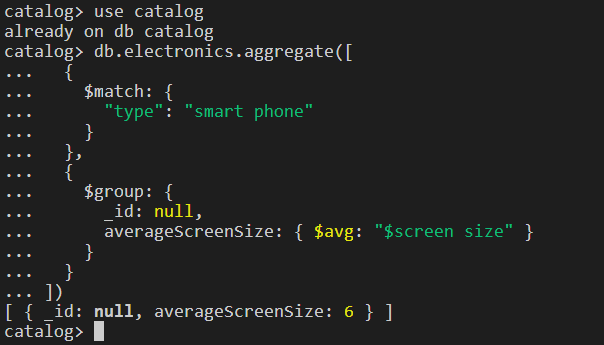 catalog> use catalog
already on db catalog
catalog> db.electronics.aggregate([
...   {
...     $match: {
...       "type": "smart phone"
...     }
...   },
...   {
...     $group: {
...       _id: null,
...       averageScreenSize: { $avg: "$screen size" }
...     }
...   }
... ])
[ { _id: null, averageScreenSize: 6 } ]
catalog>